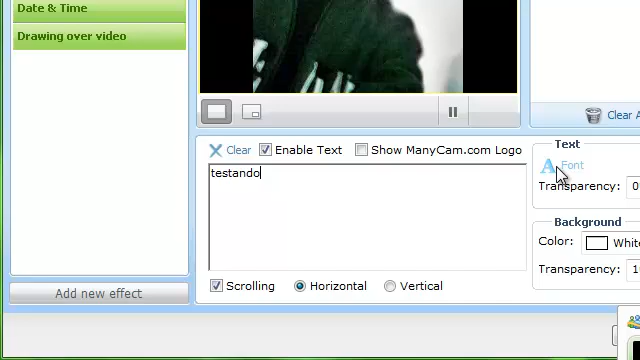 Date & Time
Drawing over video
Clear
Clear Enable Text Show ManyCam.com Logo
Text
Font
testando
Transparency:
Background
Color: White
Transparency:
Scrolling Horizontal Vertical
Add new effect